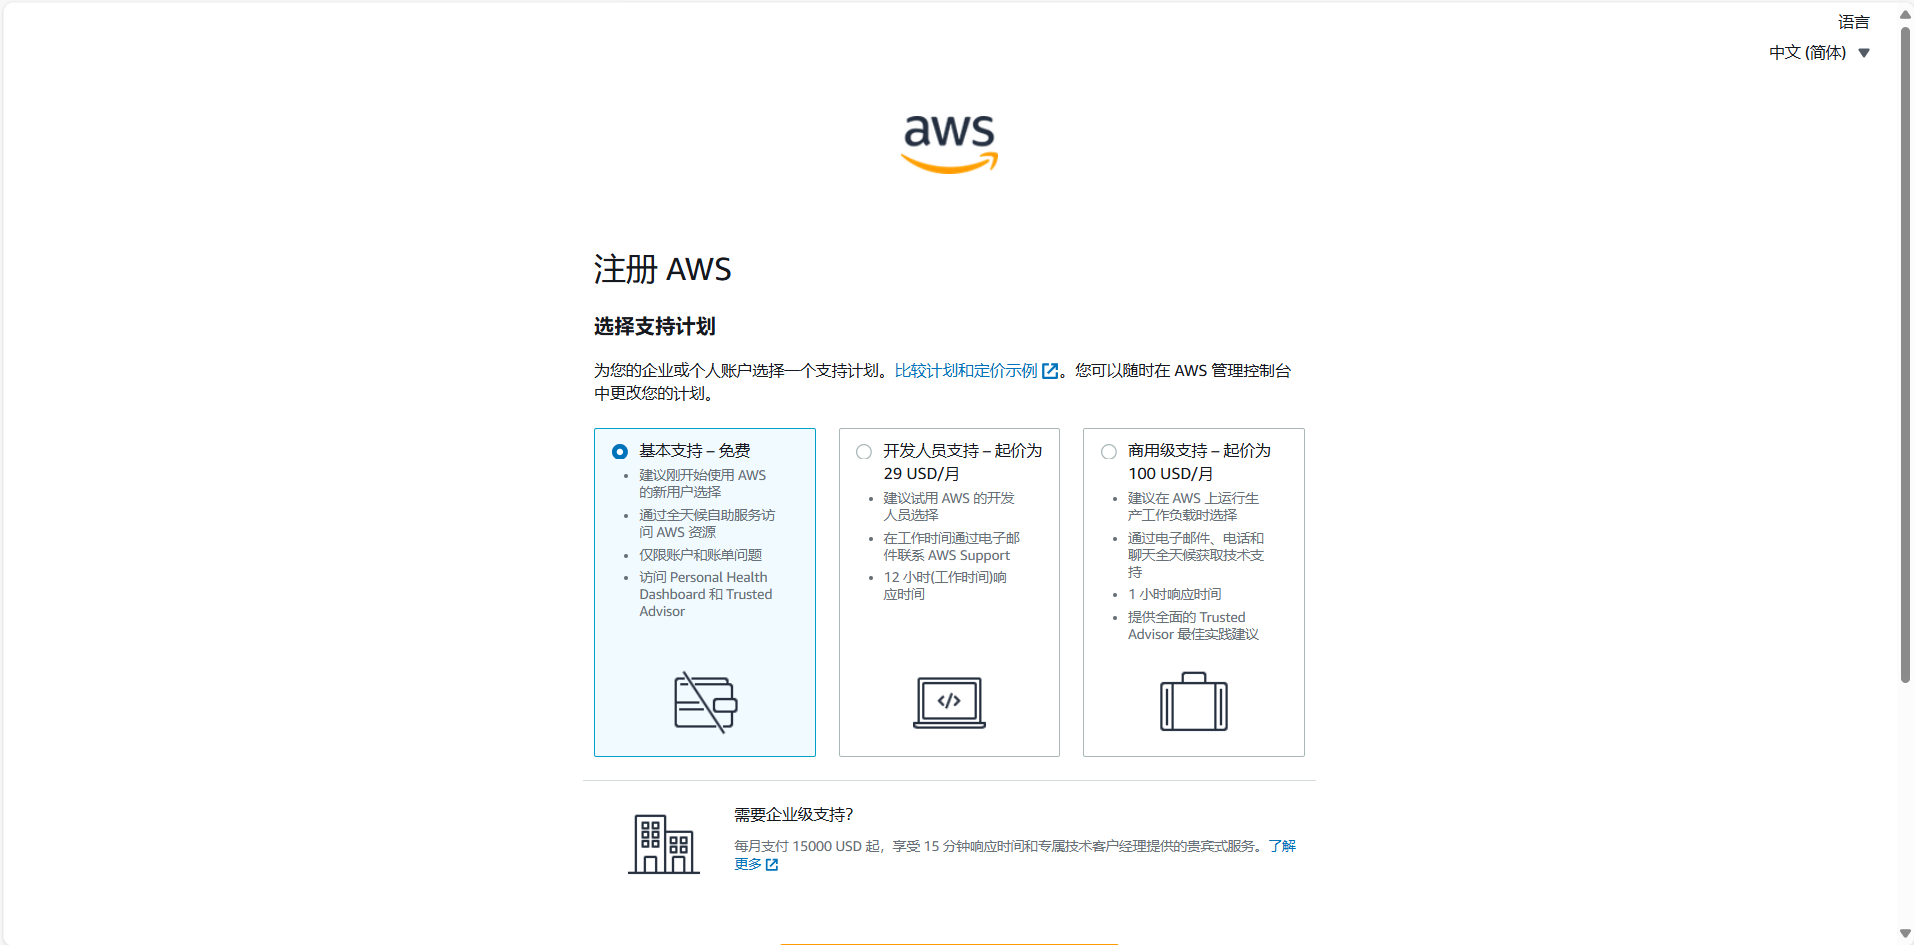 语言
中文 (简体)
aws
注册 AWS
选择支持计划
为您的企业或个人账户选择一个支持计划。比较计划和定价示例。您可以随时在 AWS 管理控制台
中更改您的计划。
基本支持 – 免费
建议刚开始使用 AWS
的新用户选择
通过全天候自助服务访
问 AWS 资源
仅限账户和账单问题
访问 Personal Health
Dashboard 和 Trusted
Advisor
开发人员支持 – 起价为
29 USD/月
建议试用 AWS 的开发
人员选择
在工作时间通过电子邮
件联系 AWS Support
12 小时(工作时间)响
应时间
</>
商用级支持 – 起价为
100 USD/月
建议在 AWS 上运行生
产工作负载时选择
通过电子邮件、电话和
聊天全天候获取技术支
持
1 小时响应时间
提供全面的 Trusted
Advisor 最佳实践建议
需要企业级支持?
每月支付 15000 USD 起，享受 15 分钟响应时间和专属技术客户经理提供的贵宾式服务。了解
更多